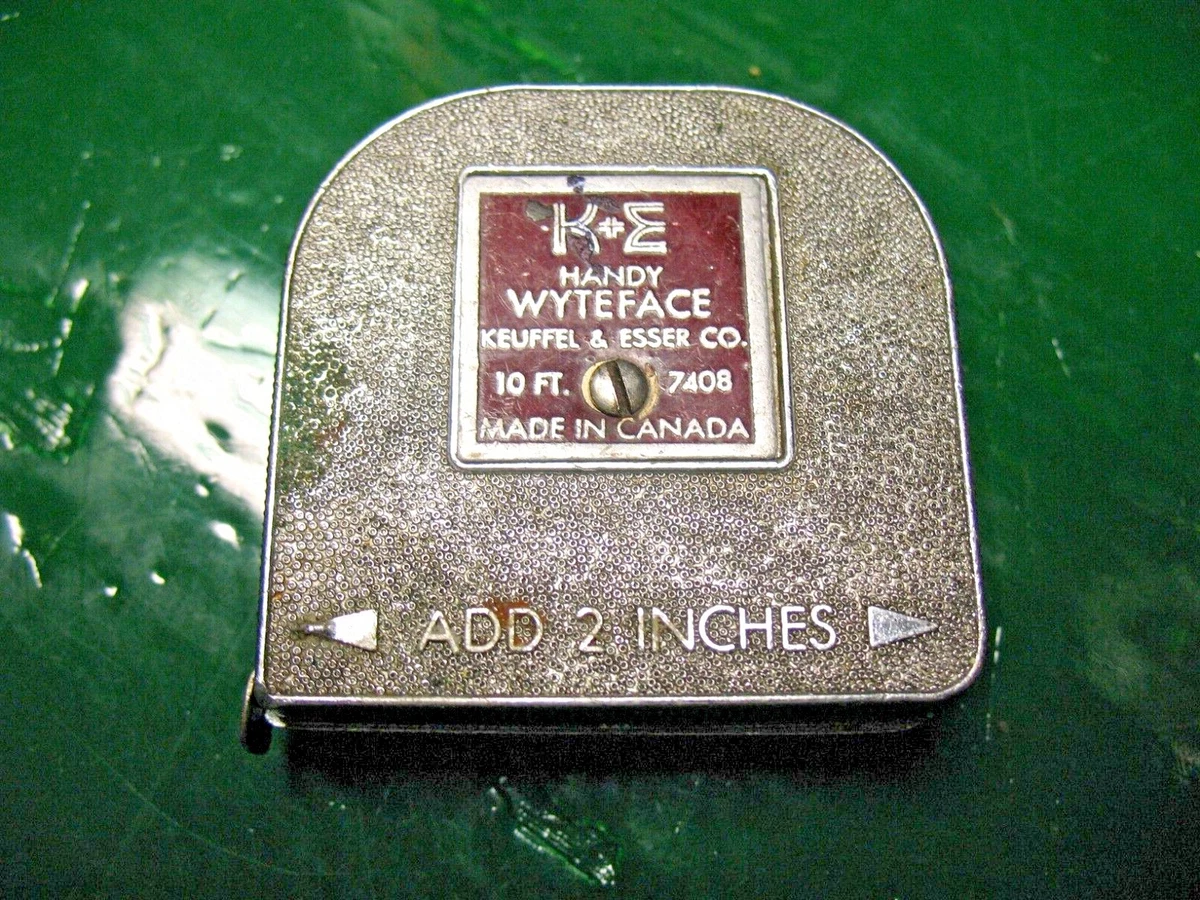 K+E
HANDY
WYTEFACE
KEUFFEL & ESSER CO.
10 FT. 7408
MADE IN CANADA
ADD 2 INCHES